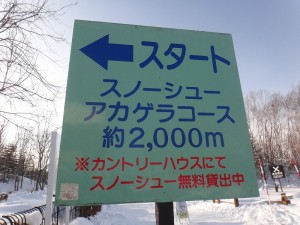 ←スタート
スノーシュー
アカゲラコース
約2,000m
※カントリーハウスにて
スノーシュー無料貸出中